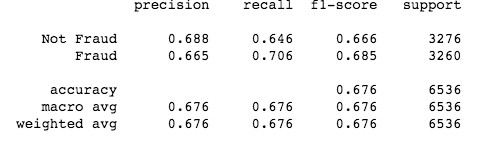 precision recall f1-score support
Not Fraud 0.688 0.646 0.666 3276
Fraud 0.665 0.706 0.685 3260
accuracy 0.676 6536
macro avg 0.676 0.676 0.676 6536
weighted avg 0.676 0.676 0.676 6536